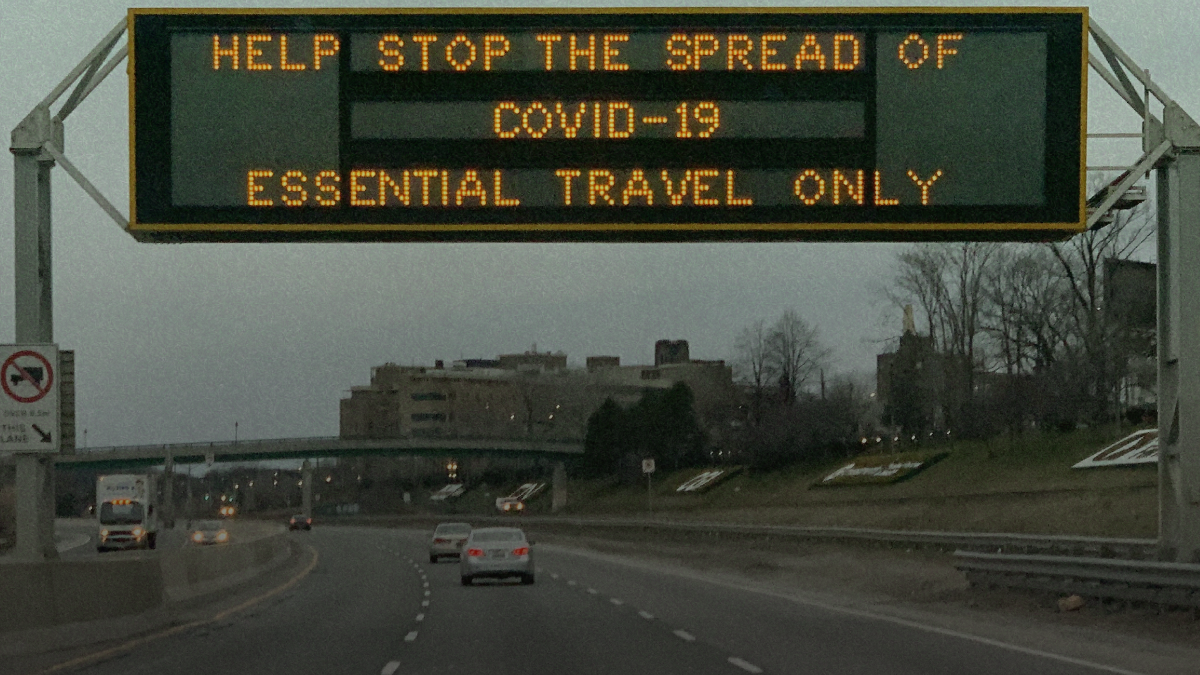 HELP STOP THE SPREAD OF
COVID-19
ESSENTIAL TRAVEL ONLY
THIS
LANE